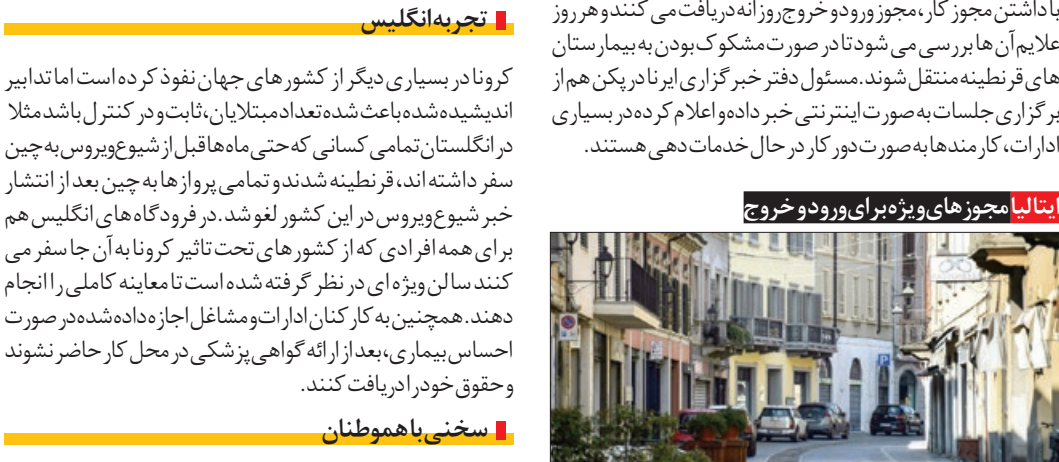 با داشتن مجوز کار، مجوز ورود و خروج روزانه دریافت می کنند و هر روز
علایم آن ها بررسی می شود تا در صورت مشکوک بودن به بیمارستان
های قرنطینه منتقل شوند. مسئول دفتر خبرگزاری ایرنا در پکن هم از
برگزاری جلسات به صورت اینترنتی خبر داده و اعلام کرده در بسیاری
ادارات، کارمندها به صورت دور کار در حال خدمات دهی هستند.
ایتالیا مجوزهای ویژه برای ورود و خروج
تجربه انگلیس
کرونا در بسیاری دیگر از کشورهای جهان نفوذ کرده است اما تدابیر
اندیشیده شده باعث شده تعداد مبتلایان، ثابت و در کنترل باشد مثلا
در انگلستان تمامی کسانی که حتی ماه ها قبل از شیوع ویروس به چین
سفر داشته اند، قرنطینه شدند و تمامی پروازها به چین بعد از انتشار
خبر شیوع ویروس در این کشور لغو شد. در فرودگاه های انگلیس هم
برای همه افرادی که از کشورهای تحت تاثیر کرونا به آن جا سفر می
کنند سالن ویژه ای در نظر گرفته شده است تا معاینه کاملی را انجام
دهند. همچنین به کارکنان ادارات و مشاغل اجازه داده شده در صورت
احساس بیماری، بعد از ارائه گواهی پزشکی در محل کار حاضر نشوند
و حقوق خود را دریافت کنند.
سخنی با هموطنان